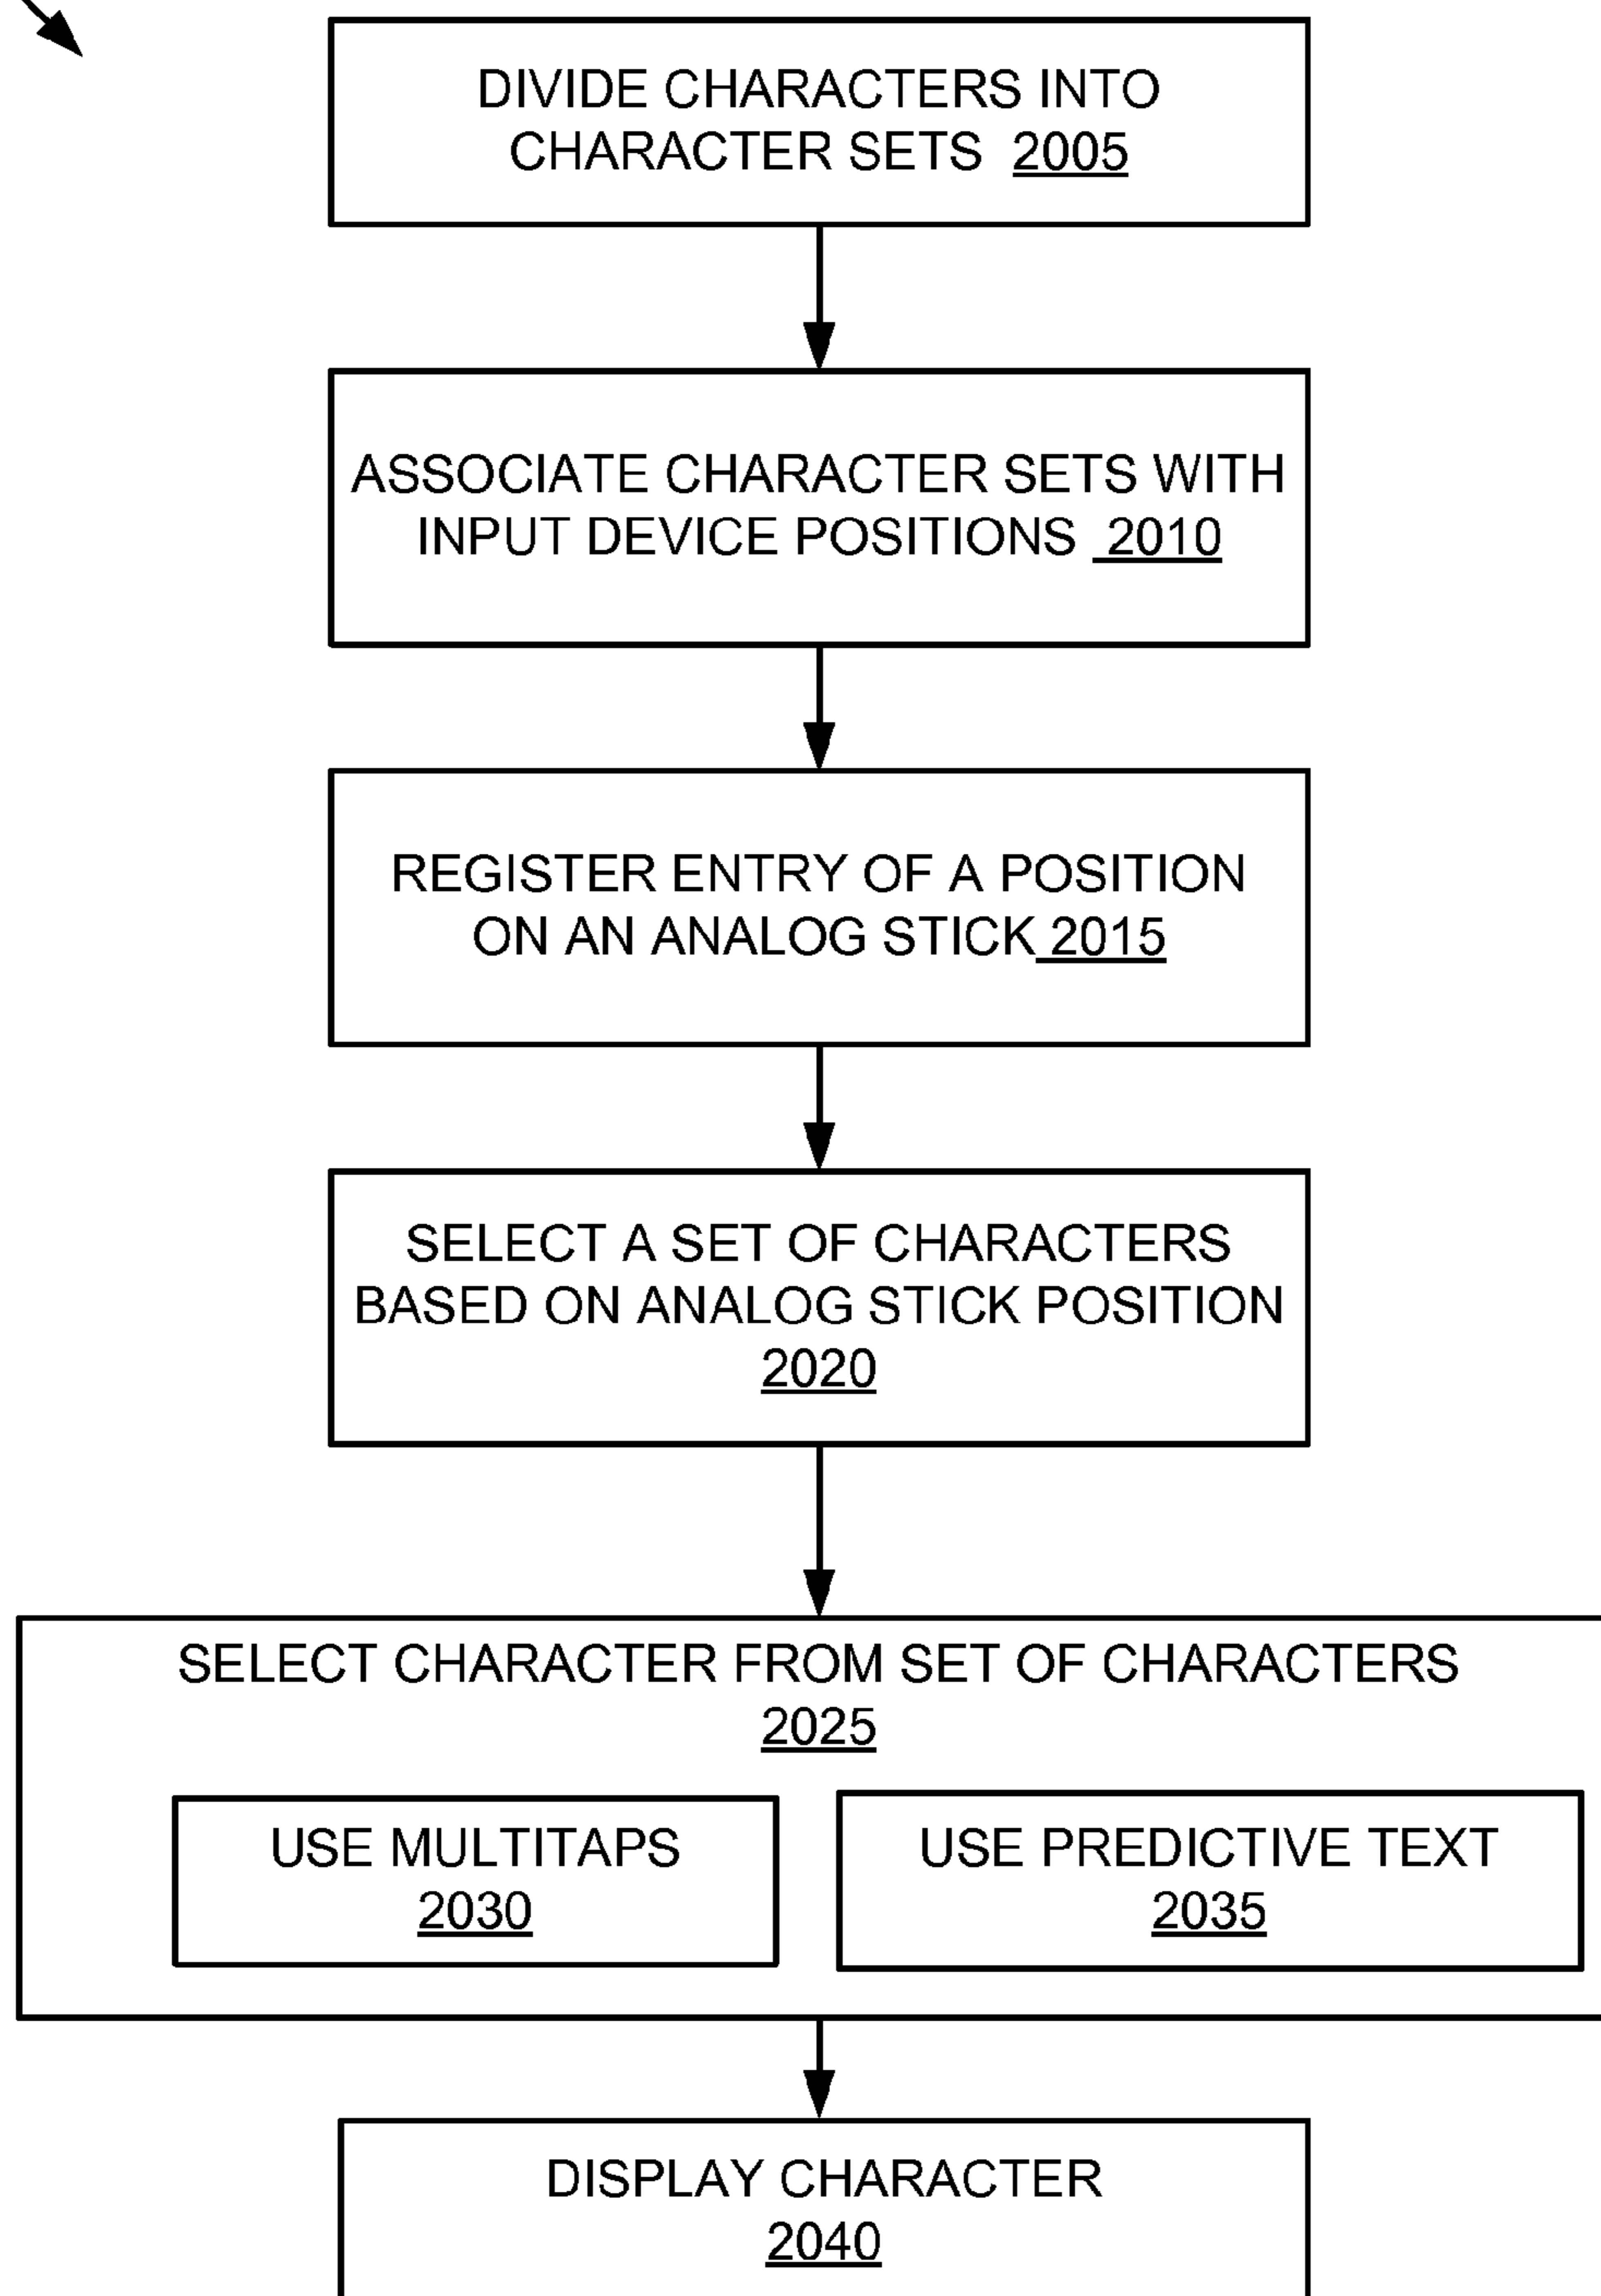 DIVIDE CHARACTERS INTO
CHARACTER SETS 2005
ASSOCIATE CHARACTER SETS WITH
INPUT DEVICE POSITIONS 2010
REGISTER ENTRY OF A POSITION
ON AN ANALOG STICK 2015
SELECT A SET OF CHARACTERS
BASED ON ANALOG STICK POSITION
2020
SELECT CHARACTER FROM SET OF CHARACTERS
2025
USE MULTITAPS
2030
USE PREDICTIVE TEXT
2035
DISPLAY CHARACTER
2040